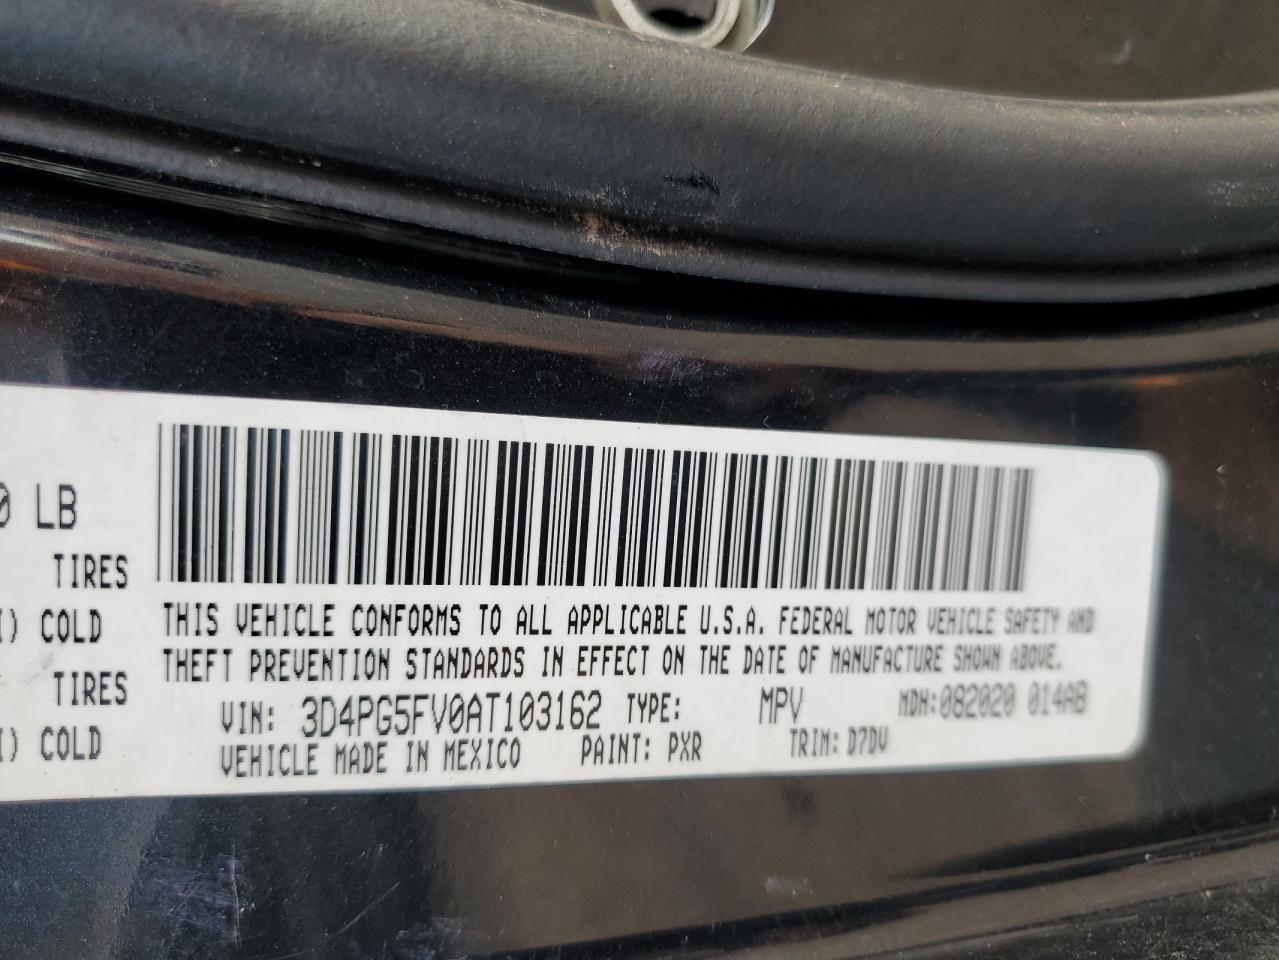 0 LB
TIRES
I) COLD
TIRES
I) COLD
THIS VEHICLE CONFORMS TO ALL APPLICABLE U.S.A. FEDERAL MOTOR VEHICLE SAFETY AND
THEFT PREVENTION STANDARDS IN EFFECT ON THE DATE OF MANUFACTURE SHOWN ABOVE.
VIN: 3D4PG5FV0AT103162 TYPE: MPV MDH:082020 014AB
VEHICLE MADE IN MEXICO PAINT: PXR TRIM: D7DV